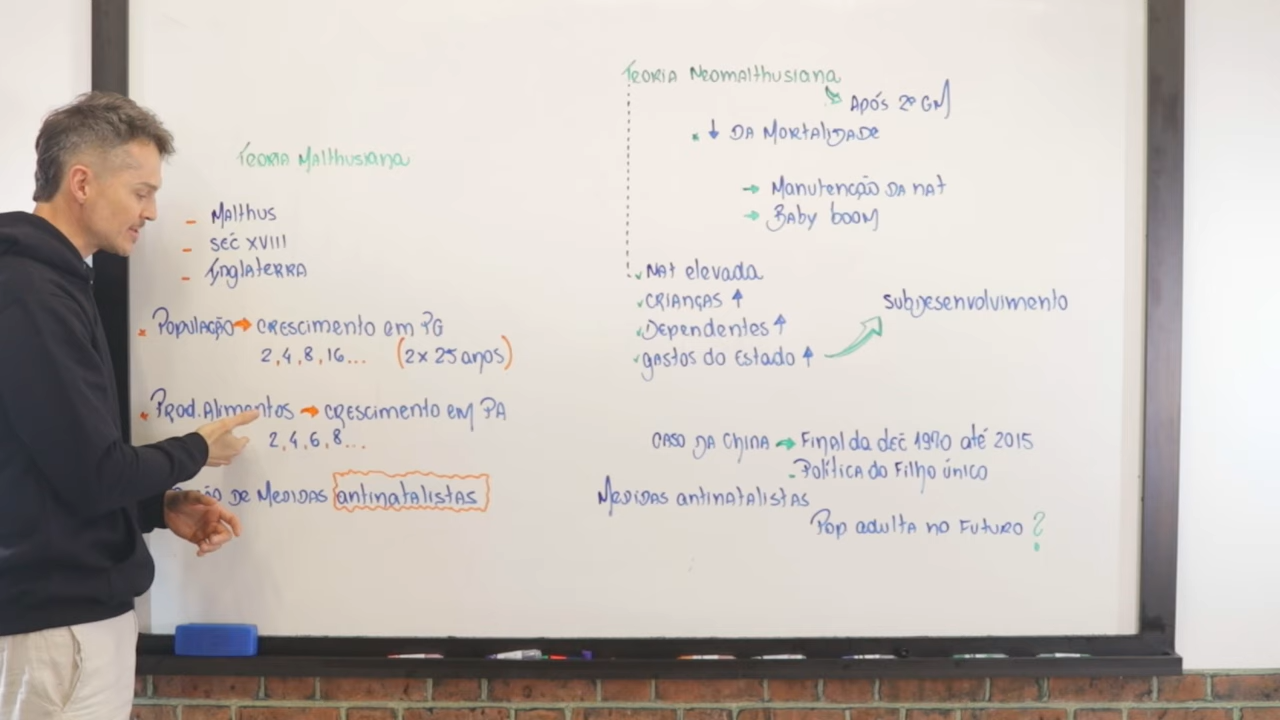 Teoria Malthusiana
- Malthus
- Séc XVIII
- Inglaterra
* População → Crescimento em PG
2,4,8,16... (2x 25 anos)
* Prod. Alimentos → Crescimento em PA
2,4,6,8...
de Medidas antinatalistas
Teoria Neomalthusiana
Após 2ª GM
* ↓ da Mortalidade
→ Manutenção da nat
→ Baby boom
✓ Nat elevada
✓ Crianças ↑
✓ Dependentes ↑
✓ gastos do Estado ↑
subdesenvolvimento
Caso da China → Final da déc 1970 até 2015
- Política do Filho único
Medidas antinatalistas
Pop adulta no Futuro ?